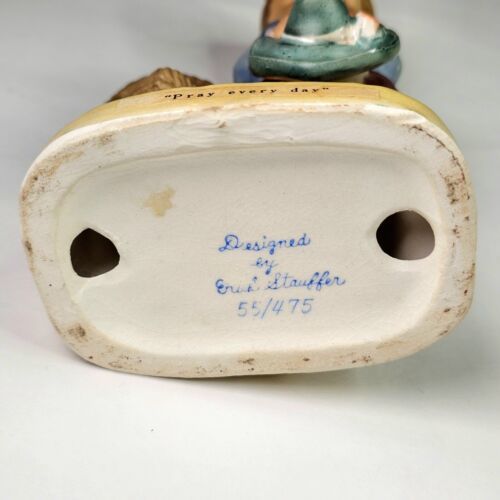 "Pray every day"
Designed
by
Erich Stauffer
55/475